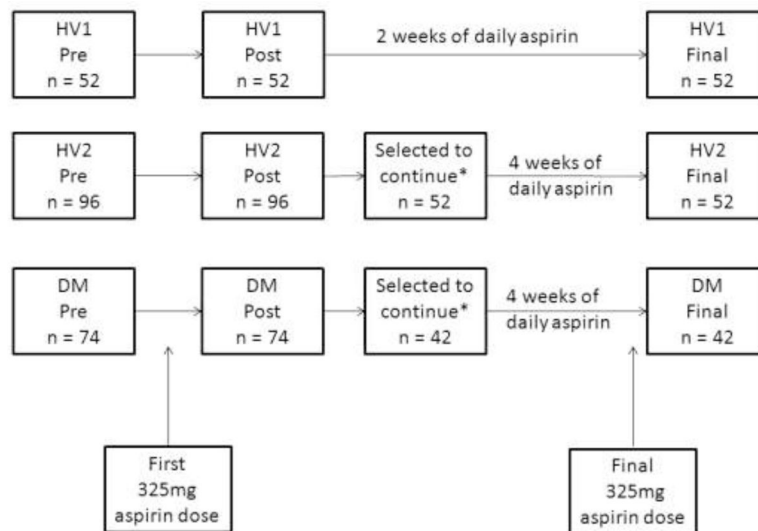 HV1
Pre
n = 52
HV1
Post
n = 52
2 weeks of daily aspirin
HV1
Final
n = 52
HV2
Pre
n = 96
HV2
Post
n = 96
Selected to
continue*
n = 52
4 weeks of
daily aspirin
HV2
Final
n = 52
DM
Pre
n = 74
DM
Post
n = 74
Selected to
continue*
n = 42
4 weeks of
daily aspirin
DM
Final
n = 42
First
325mg
aspirin dose
Final
325mg
aspirin dose